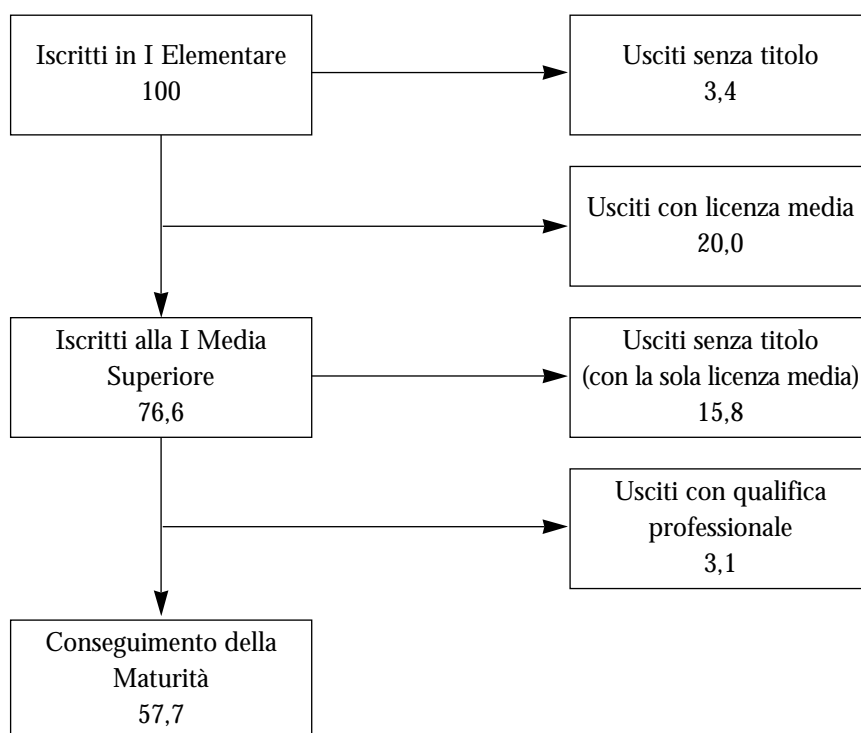 Iscritti in I Elementare
100
Usciti senza titolo
3,4
Usciti con licenza media
20,0
Iscritti alla I Media
Superiore
76,6
Usciti senza titolo
(con la sola licenza media)
15,8
Usciti con qualifica
professionale
3,1
Conseguimento della
Maturità
57,7